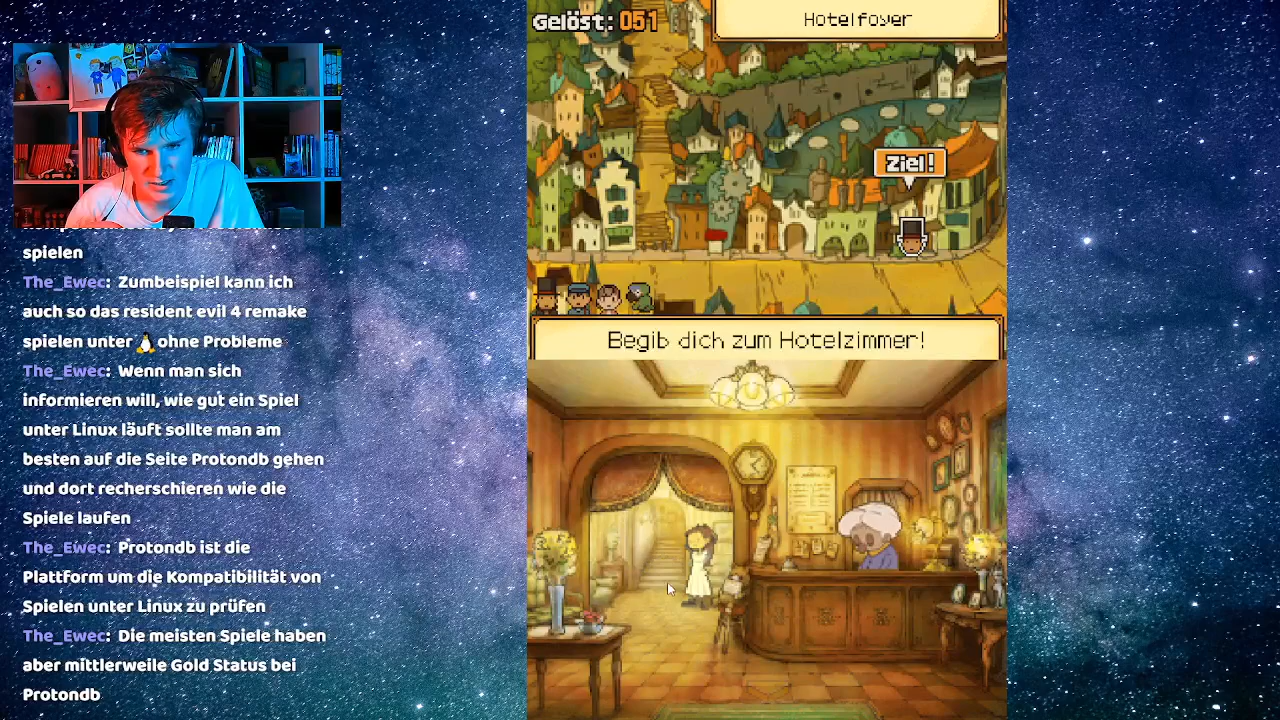 Gelöst: 051
Hotelfoyer
Ziel!
Begib dich zum Hotelzimmer!
spielen
The_Ewec: Zumbeispiel kann ich
auch so das resident evil 4 remake
spielen unter 🐧 ohne Probleme
The_Ewec: Wenn man sich
informieren will, wie gut ein Spiel
unter Linux läuft sollte man am
besten auf die Seite Protondb gehen
und dort recherschieren wie die
Spiele laufen
The_Ewec: Protondb ist die
Plattform um die Kompatibilität von
Spielen unter Linux zu prüfen
The_Ewec: Die meisten Spiele haben
aber mittlerweile Gold Status bei
Protondb